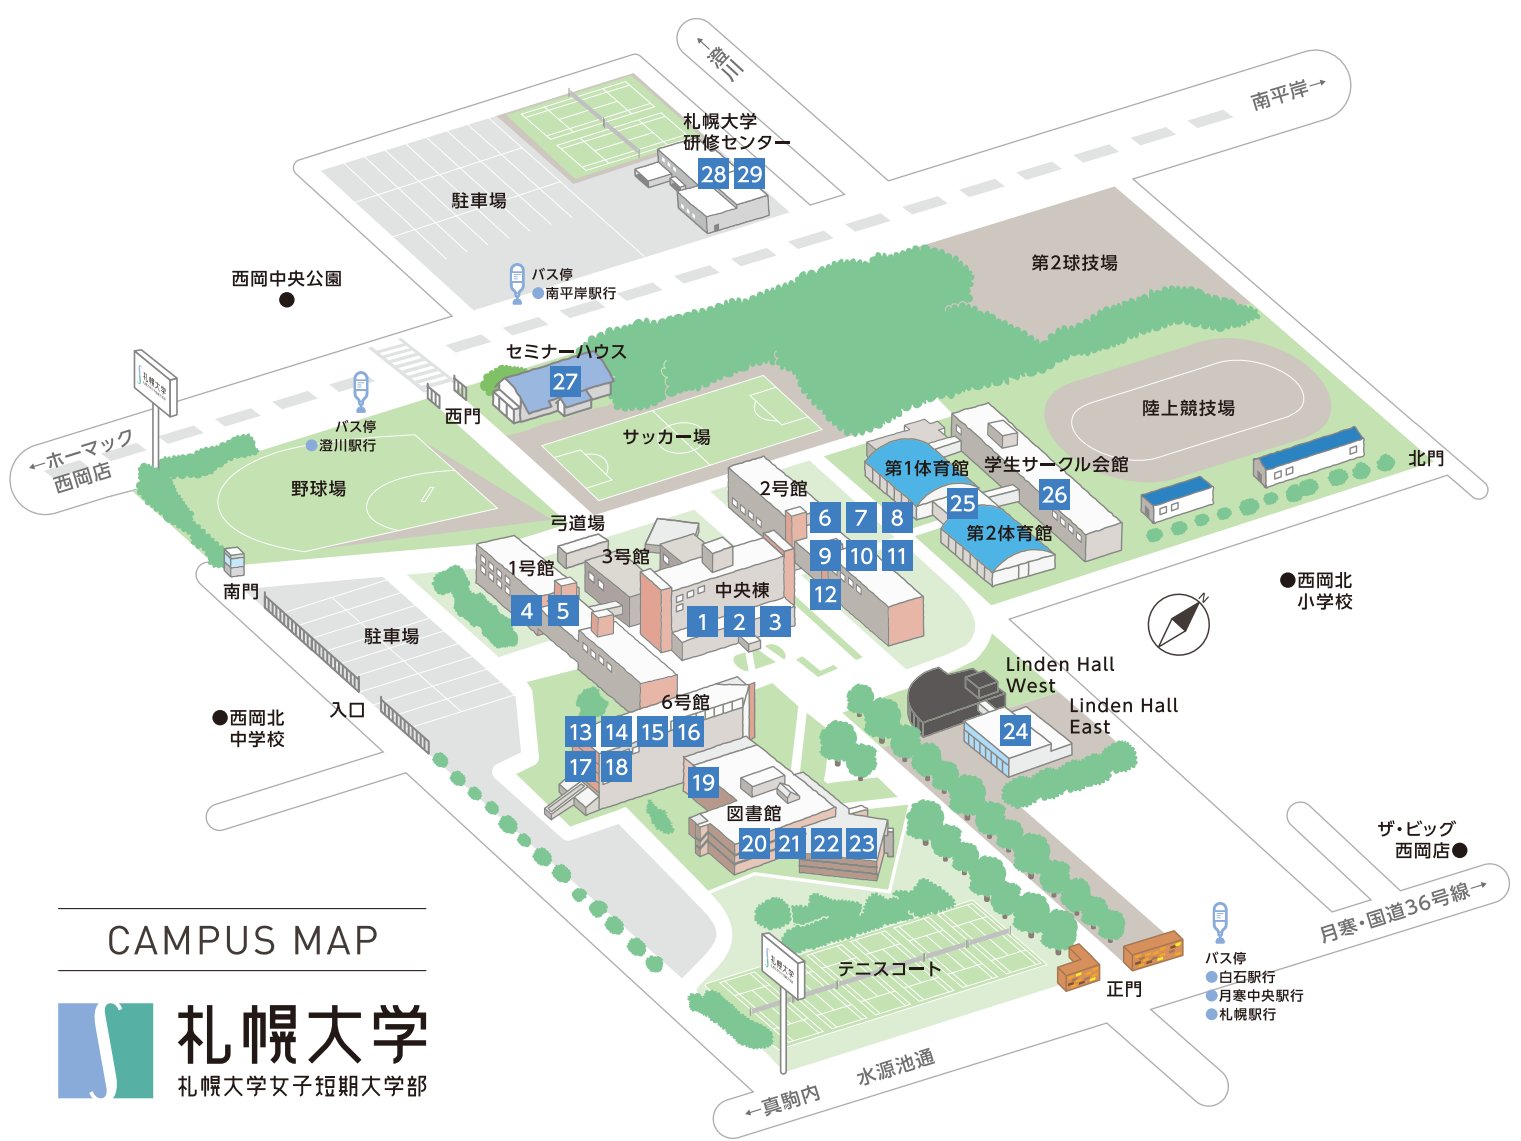 ←澄川
南平岸→
札幌大学
研修センター
28 29
駐車場
第2球技場
西岡中央公園
バス停
南平岸駅行
セミナーハウス
27
札幌大学
バス停
澄川駅行
西門
サッカー場
陸上競技場
←ホーマック
西岡店
野球場
第1体育館
学生サークル会館
北門
2号館
25
26
弓道場
6 7 8
第2体育館
3号館
9 10 11
1号館
南門
中央棟
12
西岡北
小学校
N
4 5
1 2 3
駐車場
Linden Hall
West
入口
6号館
Linden Hall
East
西岡北
中学校
13 14 15 16
24
17 18
19
図書館
20 21 22 23
ザ・ビッグ
西岡店
月寒・国道36号線→
CAMPUS MAP
札幌大学
テニスコート
正門
バス停
白石駅行
月寒中央駅行
札幌駅行
札幌大学
札幌大学女子短期大学部
水源池通
←真駒内